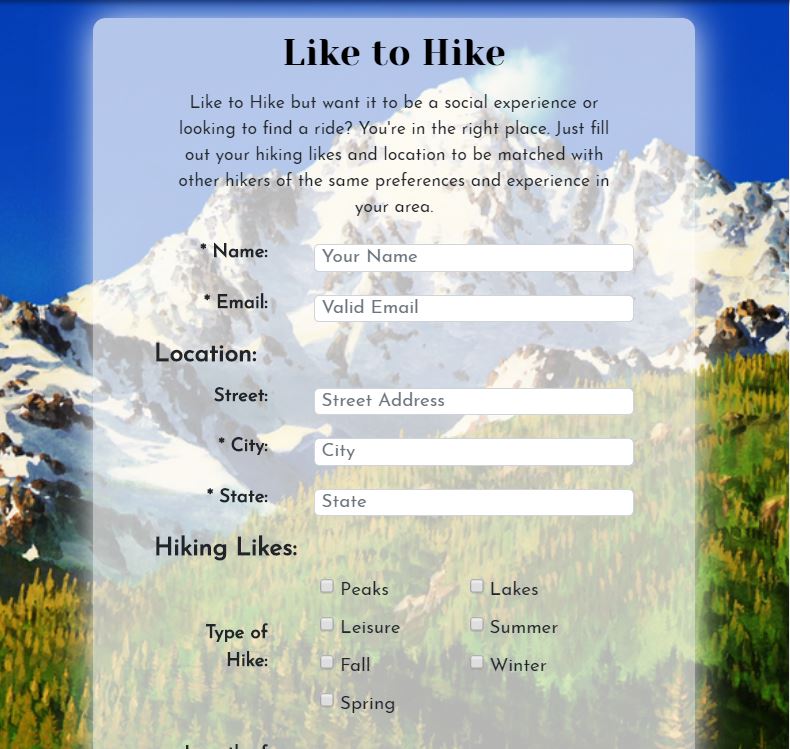 Like to Hike
Like to Hike but want it to be a social experience or
looking to find a ride? You're in the right place. Just fill
out your hiking likes and location to be matched with
other hikers of the same preferences and experience in
your area.
* Name: Your Name
* Email: Valid Email
Location:
Street: Street Address
* City: City
* State: State
Hiking Likes:
Type of
Hike:
Peaks Lakes
Leisure Summer
Fall Winter
Spring